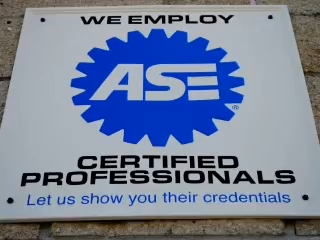 WE EMPLOY
ASE®
CERTIFIED
PROFESSIONALS
Let us show you their credentials